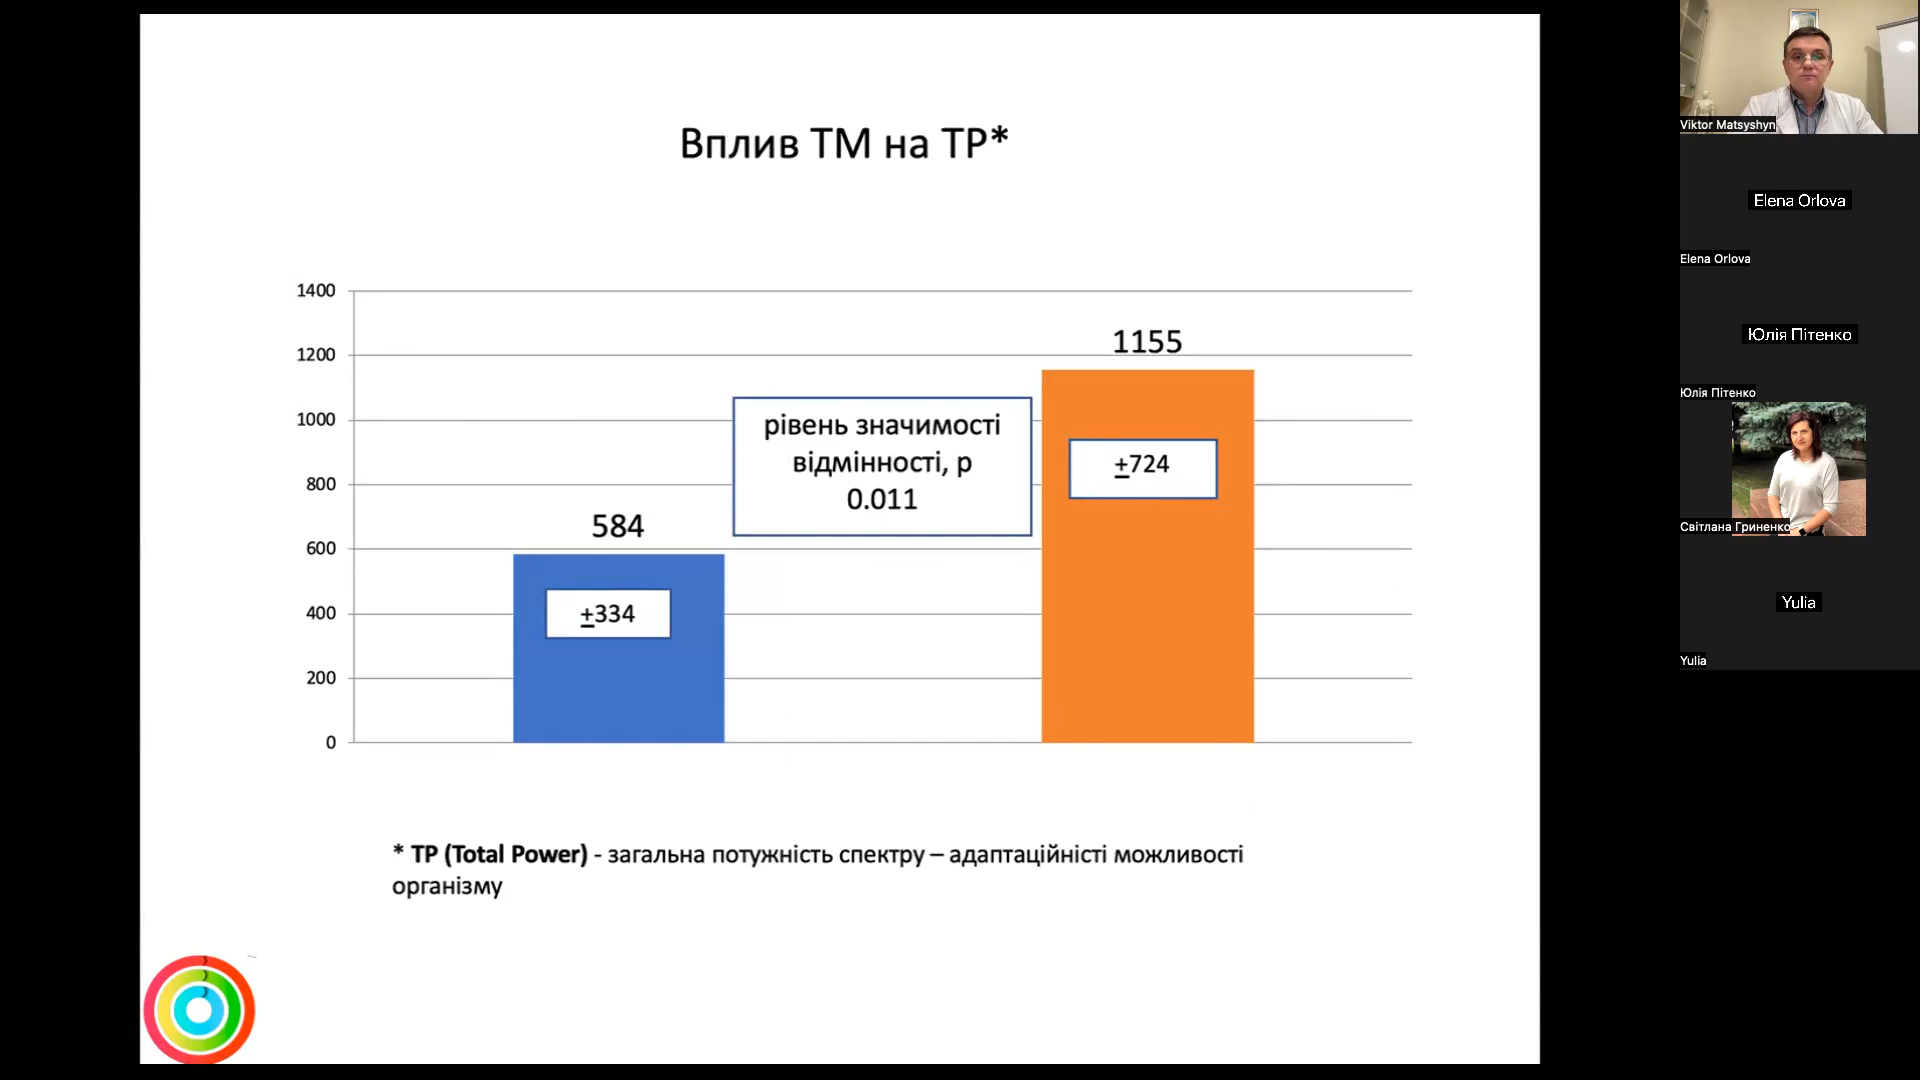 Вплив ТМ на ТР*
1400
1200
1000
800
600
400
200
0
584
±334
рівень значимості
відмінності, р
0.011
1155
±724
* TP (Total Power) - загальна потужність спектру – адаптаційністі можливості
організму
Viktor Matsyshyn
Elena Orlova
Elena Orlova
Юлія Пітенко
Юлія Пітенко
Світлана Гриненко
Yulia
Yulia